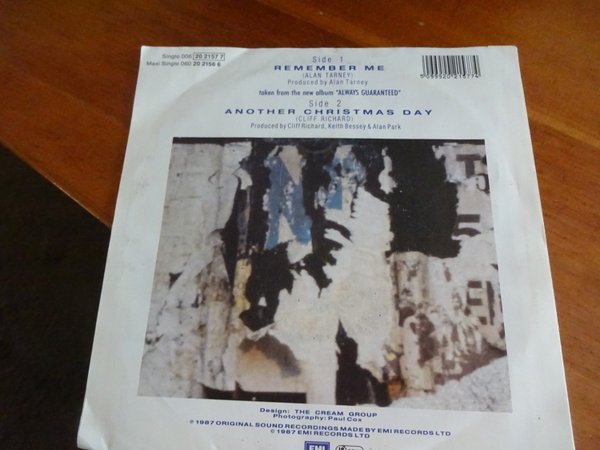 Single 006 20 2157 7
Maxi Single 060 20 2156 6
Side 1
REMEMBER ME
(ALAN TARNEY)
Produced by Alan Tarney
taken from the new album "ALWAYS GUARANTEED"
Side 2
ANOTHER CHRISTMAS DAY
(CLIFF RICHARD)
Produced by Cliff Richard, Keith Bessey & Alan Park
Design: THE CREAM GROUP
Photography: Paul Cox
℗ 1987 ORIGINAL SOUND RECORDINGS MADE BY EMI RECORDS LTD
© 1987 EMI RECORDS LTD
EMI